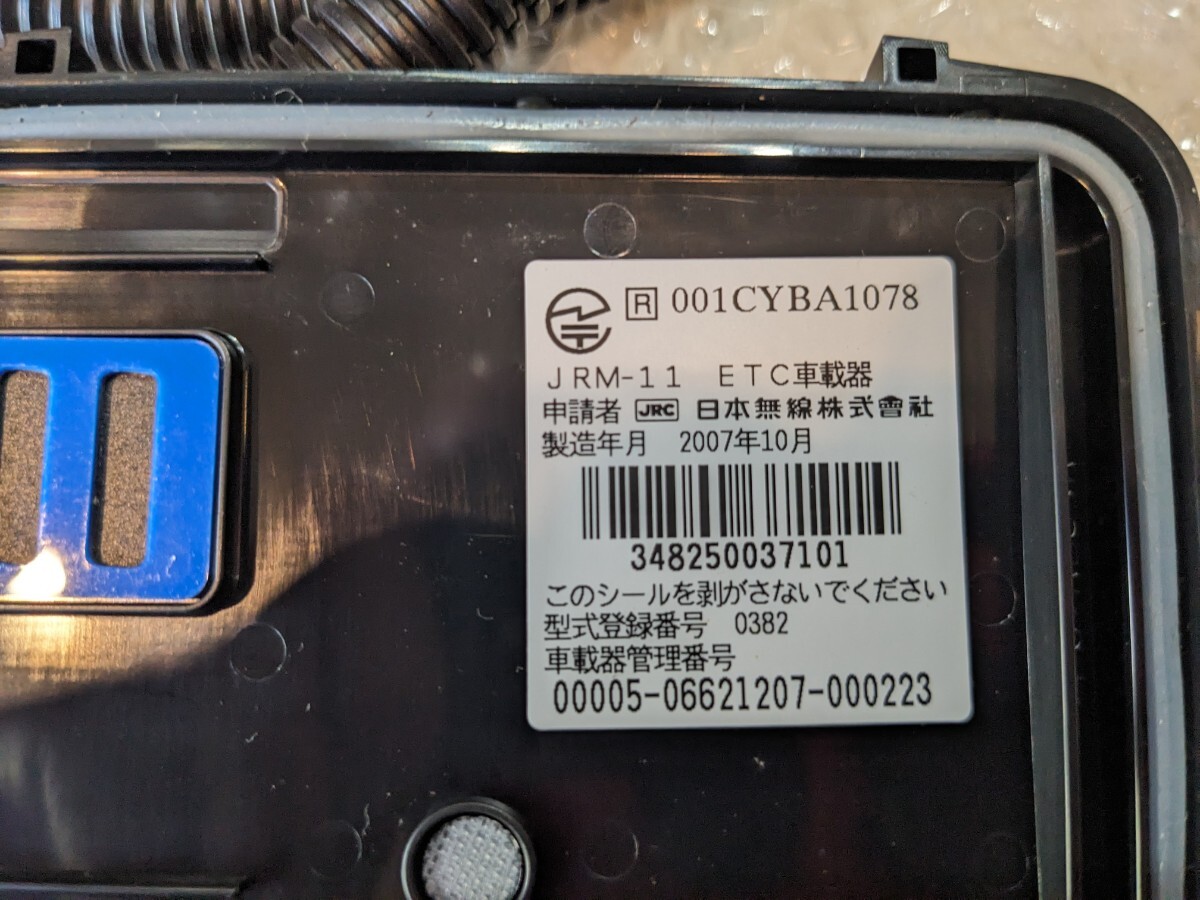 R 001CYBA1078
JRM-11 ETC車載器
申請者 JRC 日本無線株式會社
製造年月 2007年10月
348250037101
このシールを剥がさないでください
型式登録番号 0382
車載器管理番号
00005-06621207-000223